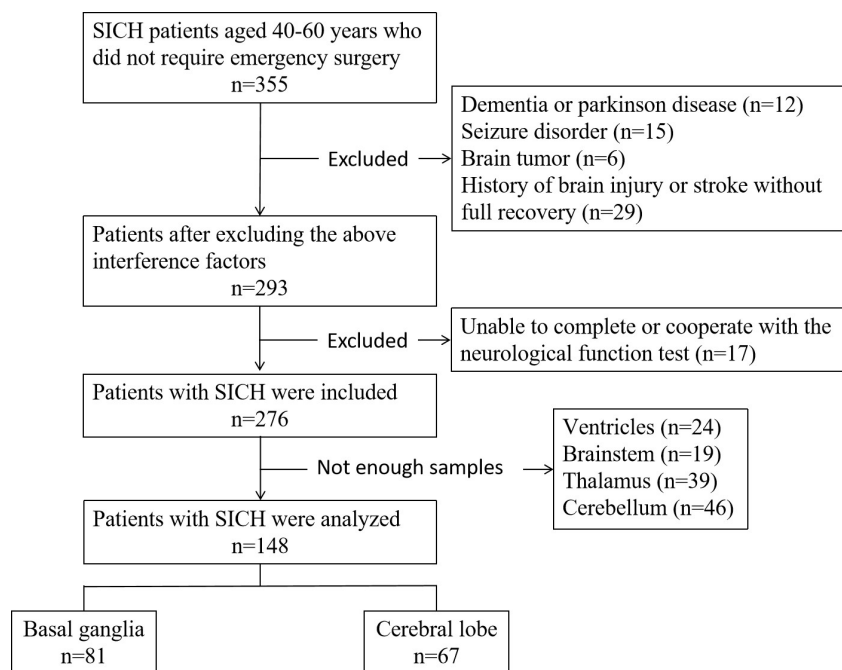 SICH patients aged 40-60 years who
did not require emergency surgery
n=355
Excluded
Dementia or parkinson disease (n=12)
Seizure disorder (n=15)
Brain tumor (n=6)
History of brain injury or stroke without
full recovery (n=29)
Patients after excluding the above
interference factors
n=293
Excluded
Unable to complete or cooperate with the
neurological function test (n=17)
Patients with SICH were included
n=276
Not enough samples
Ventricles (n=24)
Brainstem (n=19)
Thalamus (n=39)
Cerebellum (n=46)
Patients with SICH were analyzed
n=148
Basal ganglia
n=81
Cerebral lobe
n=67